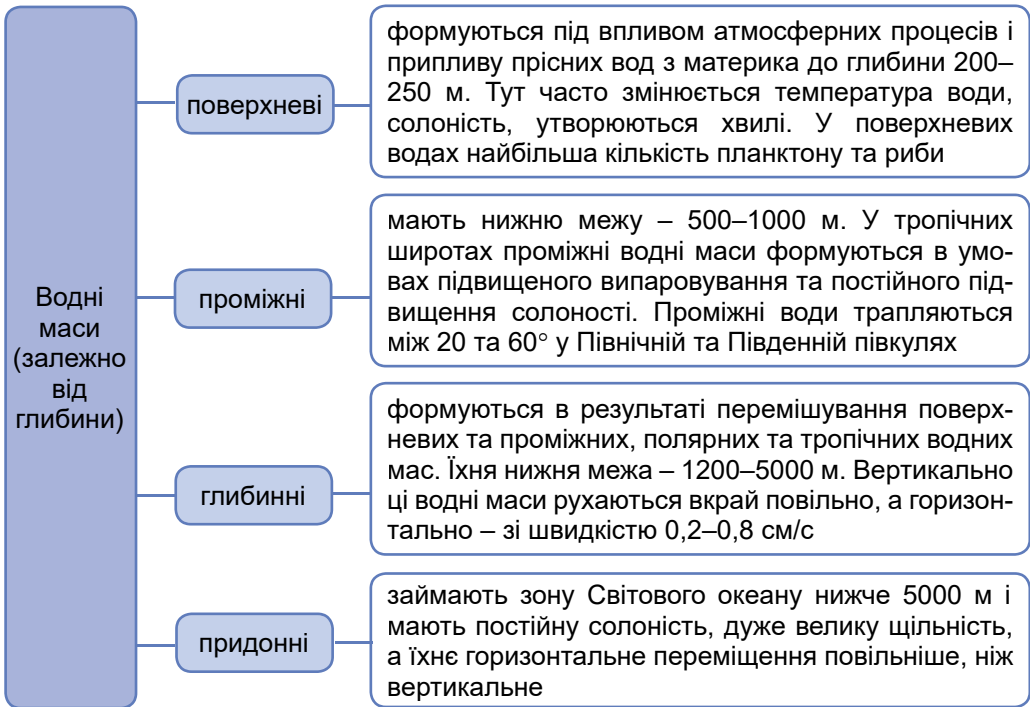 Водні
маси
(залежно
від
глибини)
поверхневі
формуються під впливом атмосферних процесів і
припливу прісних вод з материка до глибини 200–
250 м. Тут часто змінюється температура води,
солоність, утворюються хвилі. У поверхневих
водах найбільша кількість планктону та риби
проміжні
мають нижню межу – 500–1000 м. У тропічних
широтах проміжні водні маси формуються в умо-
вах підвищеного випаровування та постійного під-
вищення солоності. Проміжні води трапляються
між 20 та 60° у Північній та Південній півкулях
глибинні
формуються в результаті перемішування поверх-
невих та проміжних, полярних та тропічних водних
мас. Їхня нижня межа – 1200–5000 м. Вертикально
ці водні маси рухаються вкрай повільно, а горизон-
тально – зі швидкістю 0,2–0,8 см/с
придонні
займають зону Світового океану нижче 5000 м і
мають постійну солоність, дуже велику щільність,
а їхнє горизонтальне переміщення повільніше, ніж
вертикальне